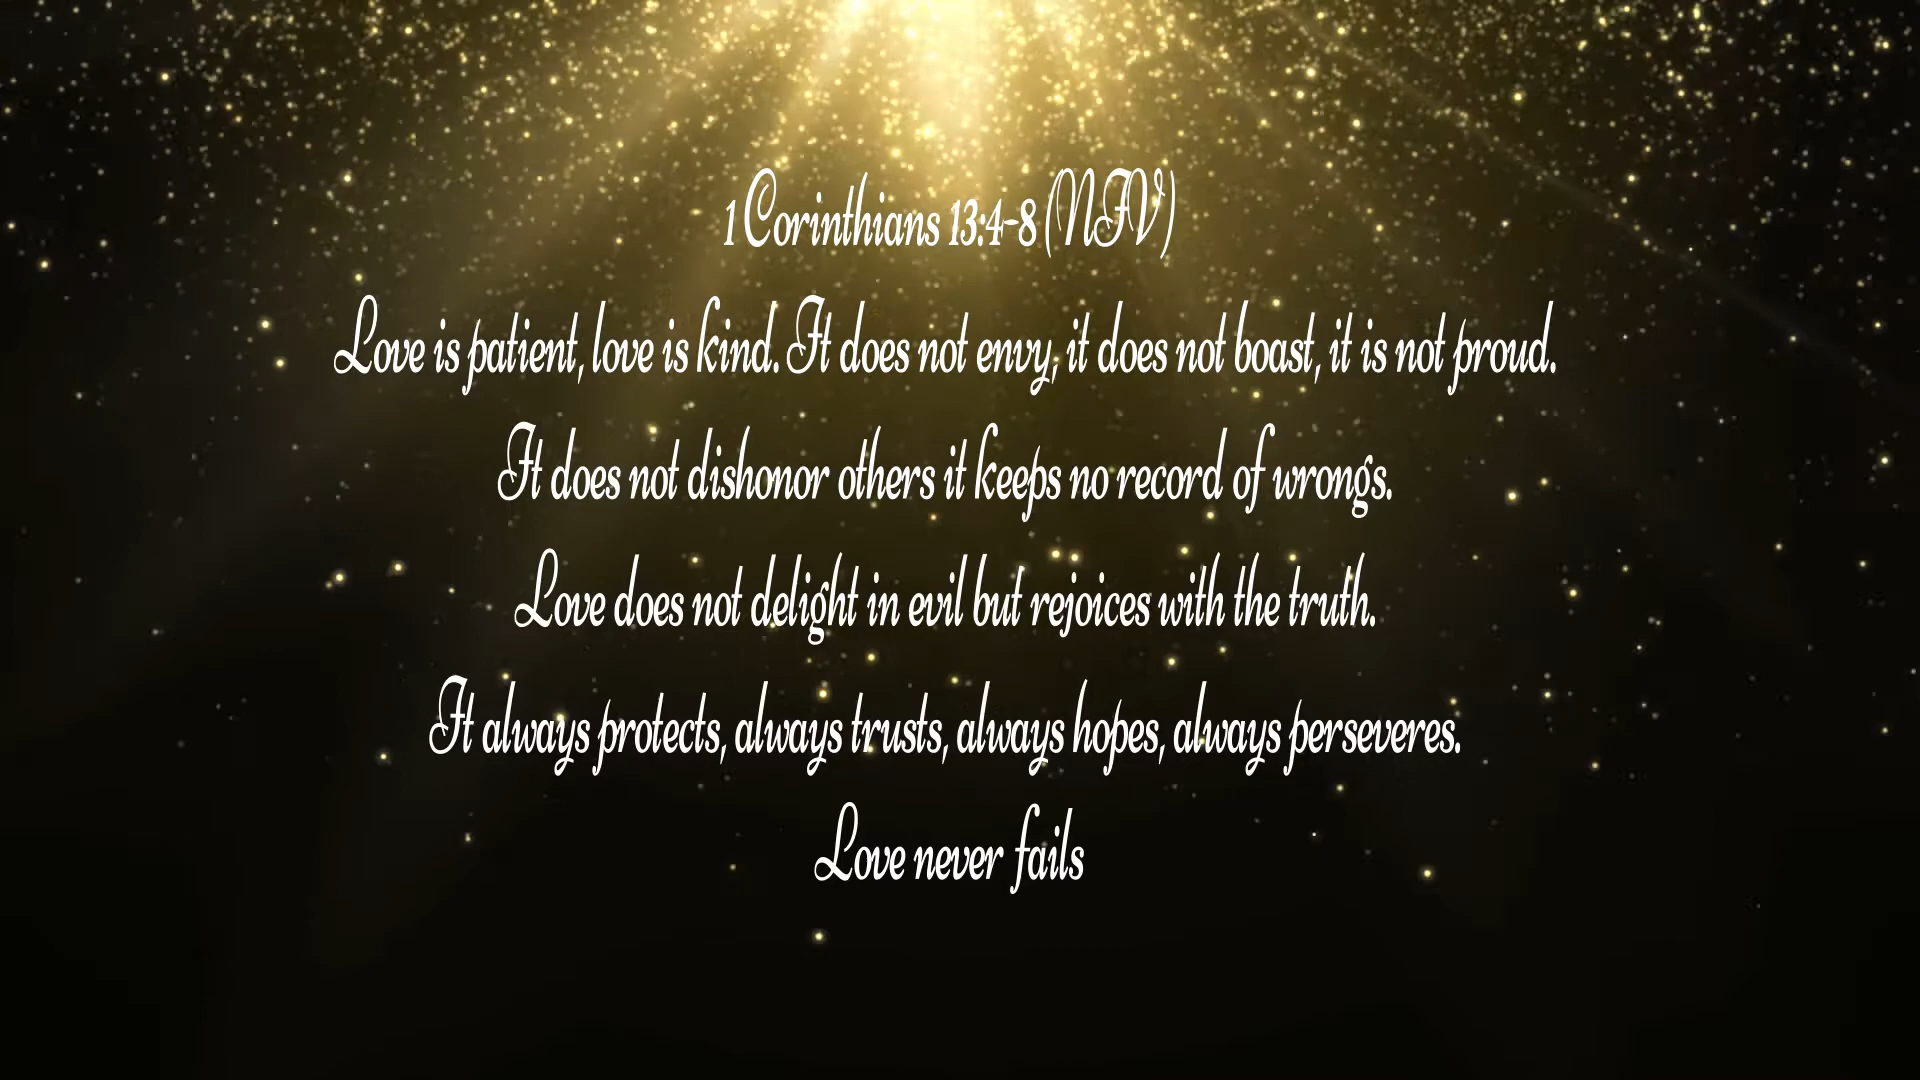 1 Corinthians 13:4-8 (NIV)
Love is patient, love is kind. It does not envy, it does not boast, it is not proud.
It does not dishonor others it keeps no record of wrongs.
Love does not delight in evil but rejoices with the truth.
It always protects, always trusts, always hopes, always perseveres.
Love never fails